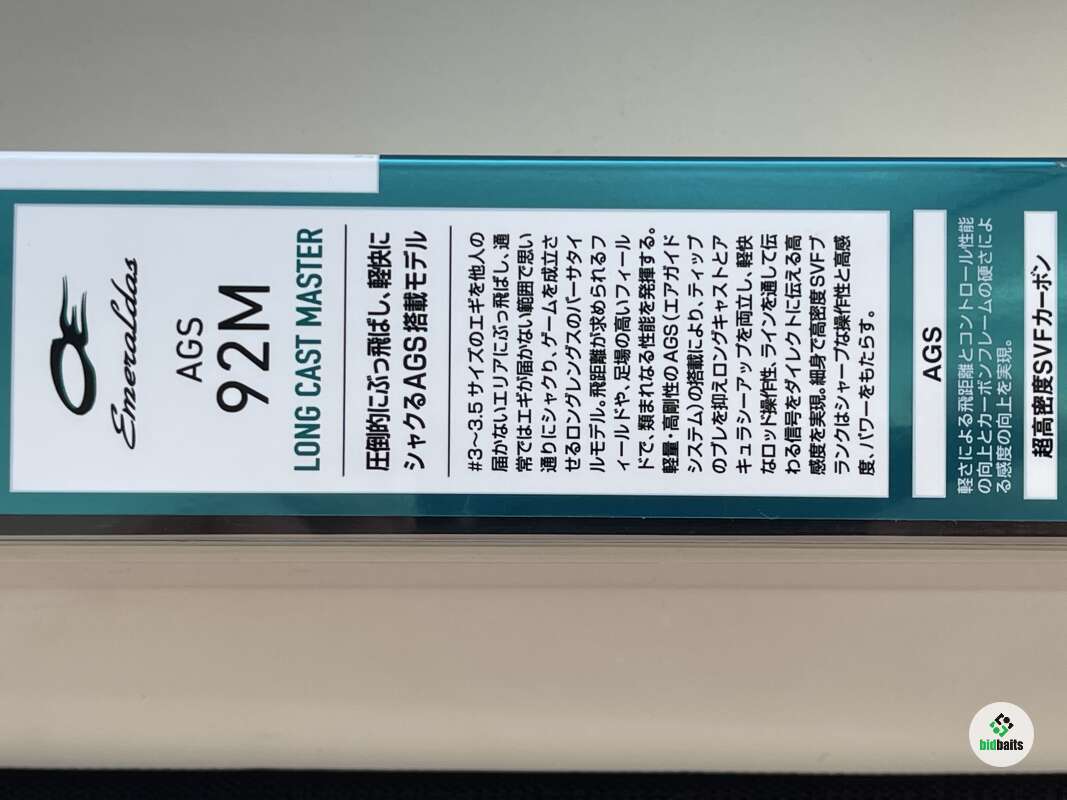 Emeraldas
AGS
92M
LONG CAST MASTER
圧倒的にぶっ飛ばし、軽快に
シャクるAGS搭載モデル
#3〜3.5サイズのエギを他人の
届かないエリアにぶっ飛ばし、通
常ではエギが届かない範囲で思い
通りにシャクり、ゲームを成立さ
せるロングレングスのバーサタイ
ルモデル。飛距離が求められるフ
ィールドや、足場の高いフィール
ドで、類まれなる性能を発揮する。
軽量・高剛性のAGS(エアガイド
システム)の搭載により、ティップ
のブレを抑えロングキャストとア
キュラシーアップを両立し、軽快
なロッド操作性、ラインを通して伝
わる信号をダイレクトに伝える高
感度を実現。細身で高密度SVFブ
ランクはシャープな操作性と高感
度、パワーをもたらす。
AGS
軽さによる飛距離とコントロール性能
の向上とカーボンフレームの硬さによ
る感度の向上を実現。
超高密度SVFカーボン
bidbaits